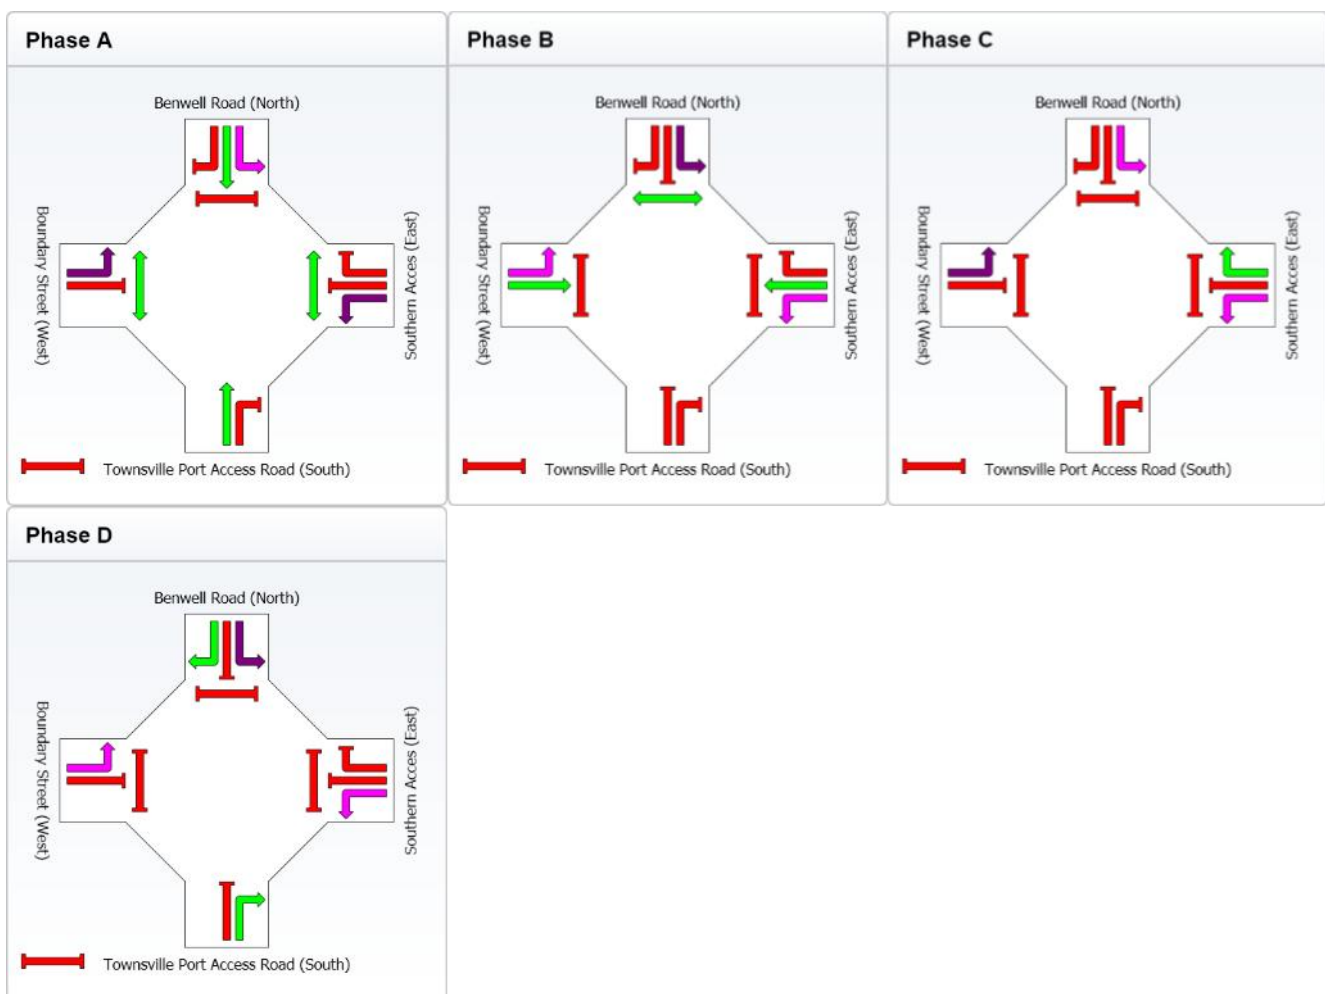 Phase A
Benwell Road (North)
Boundary Street (West)
Southern Acces (East)
Townsville Port Access Road (South)
Phase B
Benwell Road (North)
Boundary Street (West)
Southern Acces (East)
Townsville Port Access Road (South)
Phase C
Benwell Road (North)
Boundary Street (West)
Southern Acces (East)
Townsville Port Access Road (South)
Phase D
Benwell Road (North)
Boundary Street (West)
Southern Acces (East)
Townsville Port Access Road (South)